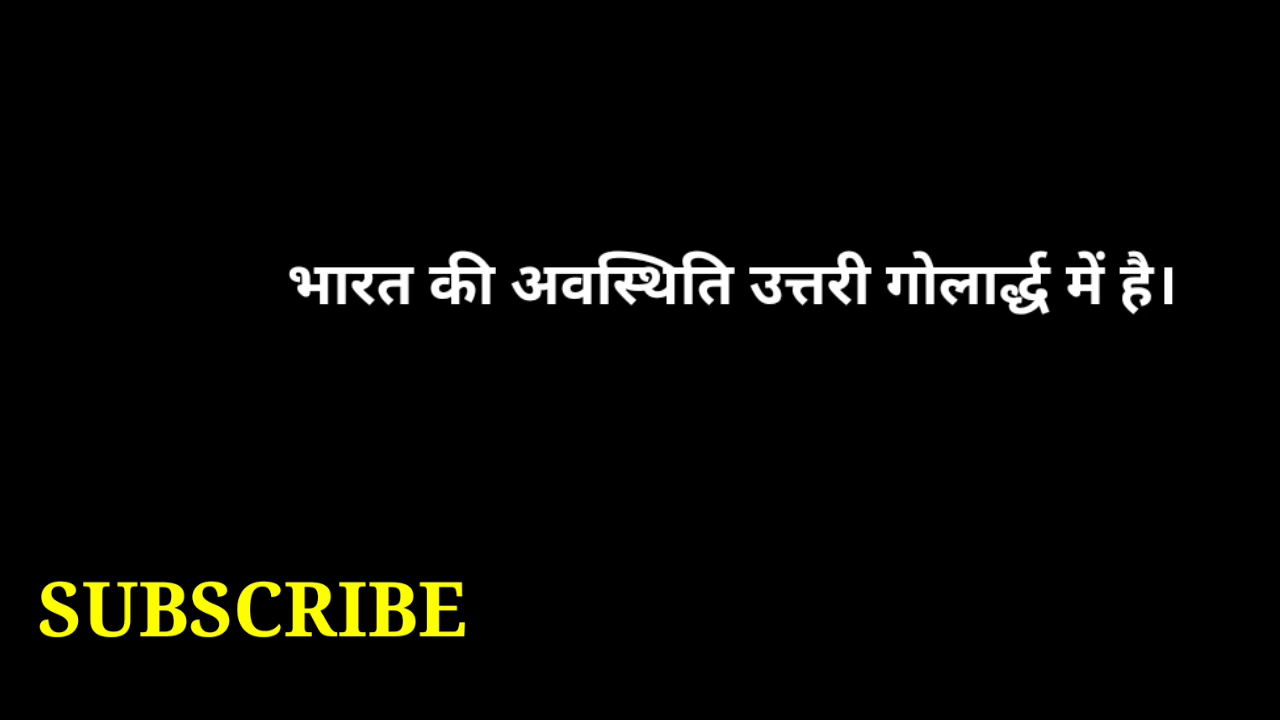 भारत की अवस्थिति उत्तरी गोलार्द्ध में है।
SUBSCRIBE